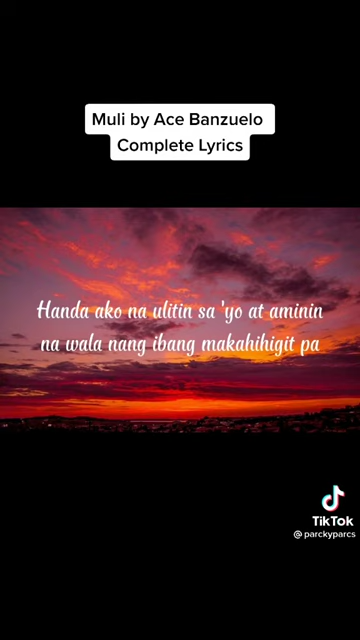 Muli by Ace Banzuelo
Complete Lyrics
Handa ako na ulitin sa 'yo at aminin
na wala nang ibang makahihigit pa
TikTok
@parckyparcs